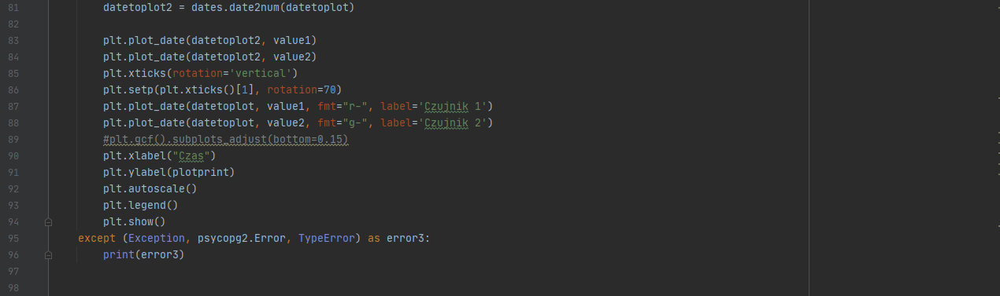 81 datetoplot2 = dates.date2num(datetoplot)
82
83 plt.plot_date(datetoplot2, value1)
84 plt.plot_date(datetoplot2, value2)
85 plt.xticks(rotation='vertical')
86 plt.setp(plt.xticks()[1], rotation=70)
87 plt.plot_date(datetoplot, value1, fmt="r-", label='Czujnik 1')
88 plt.plot_date(datetoplot, value2, fmt="g-", label='Czujnik 2')
89 #plt.gcf().subplots_adjust(bottom=0.15)
90 plt.xlabel("Czas")
91 plt.ylabel(plotprint)
92 plt.autoscale()
93 plt.legend()
94 plt.show()
95 except (Exception, psycopg2.Error, TypeError) as error3:
96 print(error3)
97
98